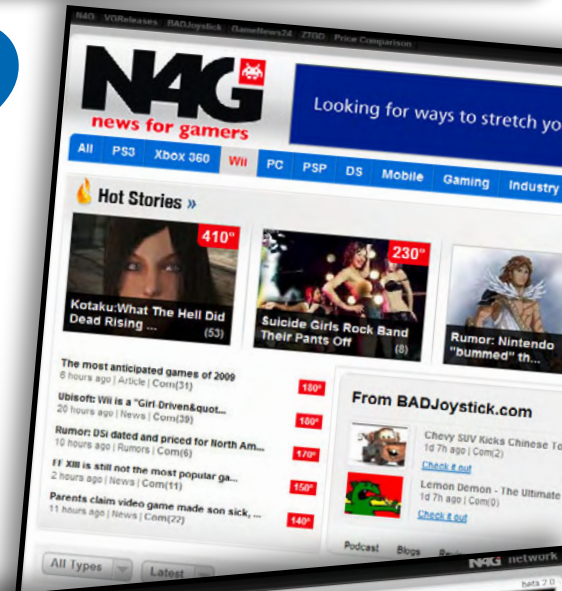 N4G VGReleases BADJoystick GameNews24 ZTGD Price Comparison
N4G
news for gamers
Looking for ways to stretch yo
All PS3 Xbox 360 Wii PC PSP DS Mobile Gaming Industry
Hot Stories »
410°
Kotaku:What The Hell Did
Dead Rising ... (53)
230°
Suicide Girls Rock Band
Their Pants Off (8)
Rumor: Nintendo
"bummed" th...
The most anticipated games of 2009
6 hours ago | Article | Com(31)
180°
Ubisoft: Wii is a "Girl-Driven&quot...
20 hours ago | News | Com(39)
180°
Rumor: DSi dated and priced for North Am...
10 hours ago | Rumors | Com(6)
170°
FF XIII is still not the most popular ga...
2 hours ago | News | Com(11)
150°
Parents claim video game made son sick, ...
11 hours ago | News | Com(22)
140°
From BADJoystick.com
Chevy SUV Kicks Chinese To
1d 7h ago | Com(2)
Check it out
Lemon Demon - The Ultimate
1d 7h ago | Com(0)
Check it out
Podcast Blogs
All Types Latest
N4G network
beta 2.0